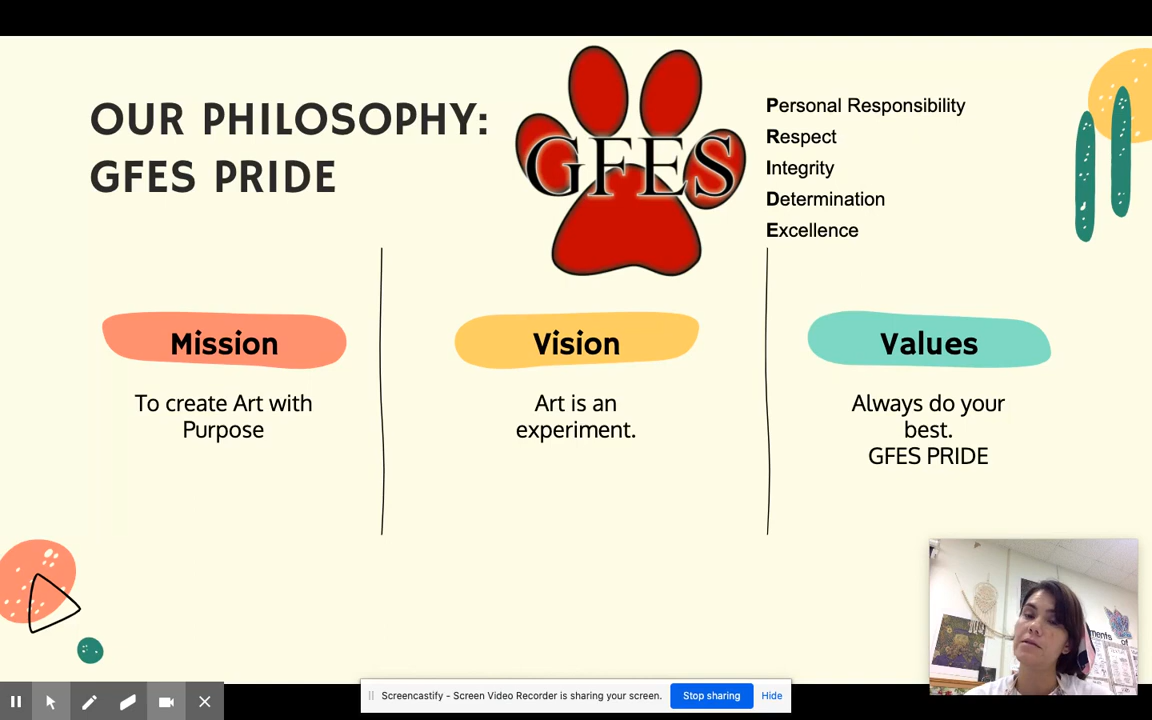 OUR PHILOSOPHY:
GFES PRIDE
GFES
Personal Responsibility
Respect
Integrity
Determination
Excellence
Mission
To create Art with
Purpose
Vision
Art is an
experiment.
Values
Always do your
best.
GFES PRIDE
Screencastify - Screen Video Recorder is sharing your screen.
Stop sharing
Hide